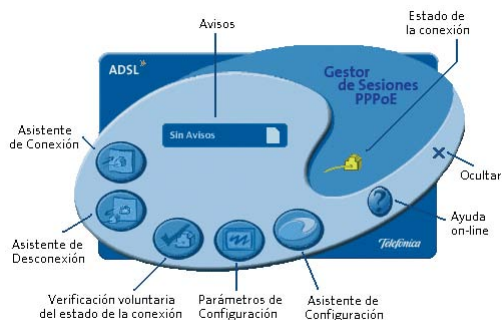 Avisos
Estado de
la conexión
ADSL
Gestor
de Sesiones
PPPoE
Sin Avisos
Asistente
de Conexión
Ocultar
Ayuda
on-line
Asistente de
Desconexión
Telefónica
Verificación voluntaria
del estado de la conexión
Parámetros de
Configuración
Asistente de
Configuración